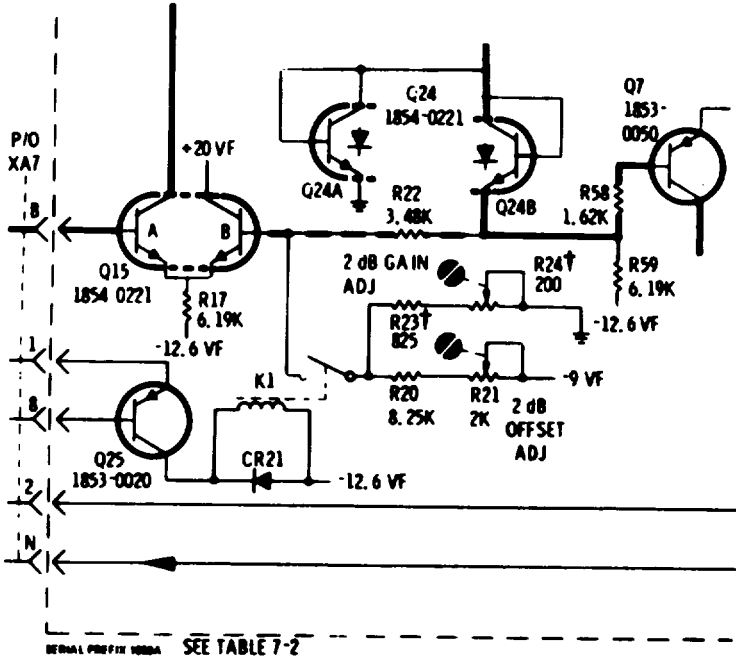 Q7
1853-
0050
Q24
1854-0221
P/O
XA7
+20 VF
Q24A
Q24B
R22
3.48K
R58
1.62K
B
A
B
Q15
1854 0221
R17
6.19K
-12.6 VF
2 dB GAIN
ADJ
R24†
200
R59
6.19K
-12.6 VF
R23†
825
1
K1
R20
8.25K
R21
2K
-9 VF
2 dB
OFFSET
ADJ
8
Q25
1853-0020
CR21
-12.6 VF
2
N
SERIAL PREFIX
SEE TABLE 7-2